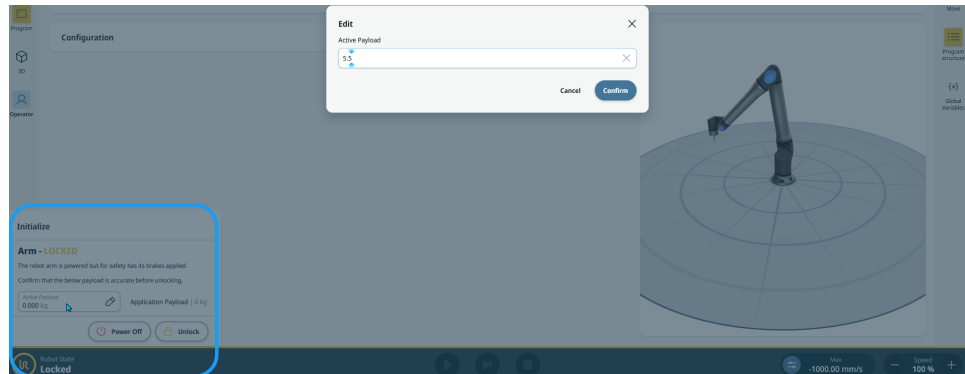 Program
3D
Operator
Configuration
Edit
Active Payload
5.5
Cancel
Confirm
Move
Program
structure
{x}
Global
Variables
Initialize
Arm - LOCKED
The robot arm is powered but for safety has its brakes applied.
Confirm that the below payload is accurate before unlocking.
Active Payload
0.000 kg
Application Payload | 0 kg
Power Off
Unlock
UR
Robot State
Locked
Max
-1000.00 mm/s
Speed
100 %